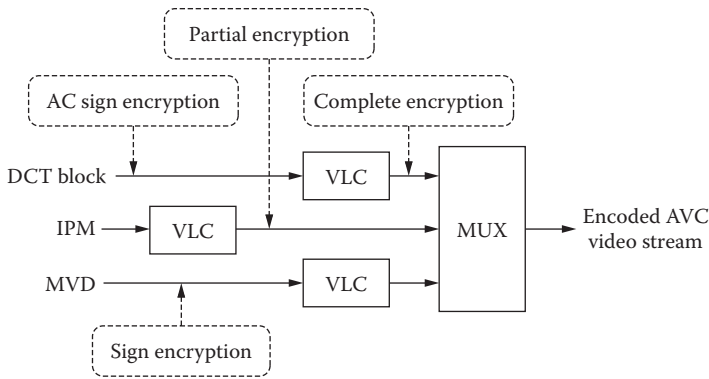 Partial encryption
AC sign encryption
Complete encryption
DCT block
VLC
IPM
VLC
MUX
Encoded AVC
video stream
MVD
VLC
Sign encryption